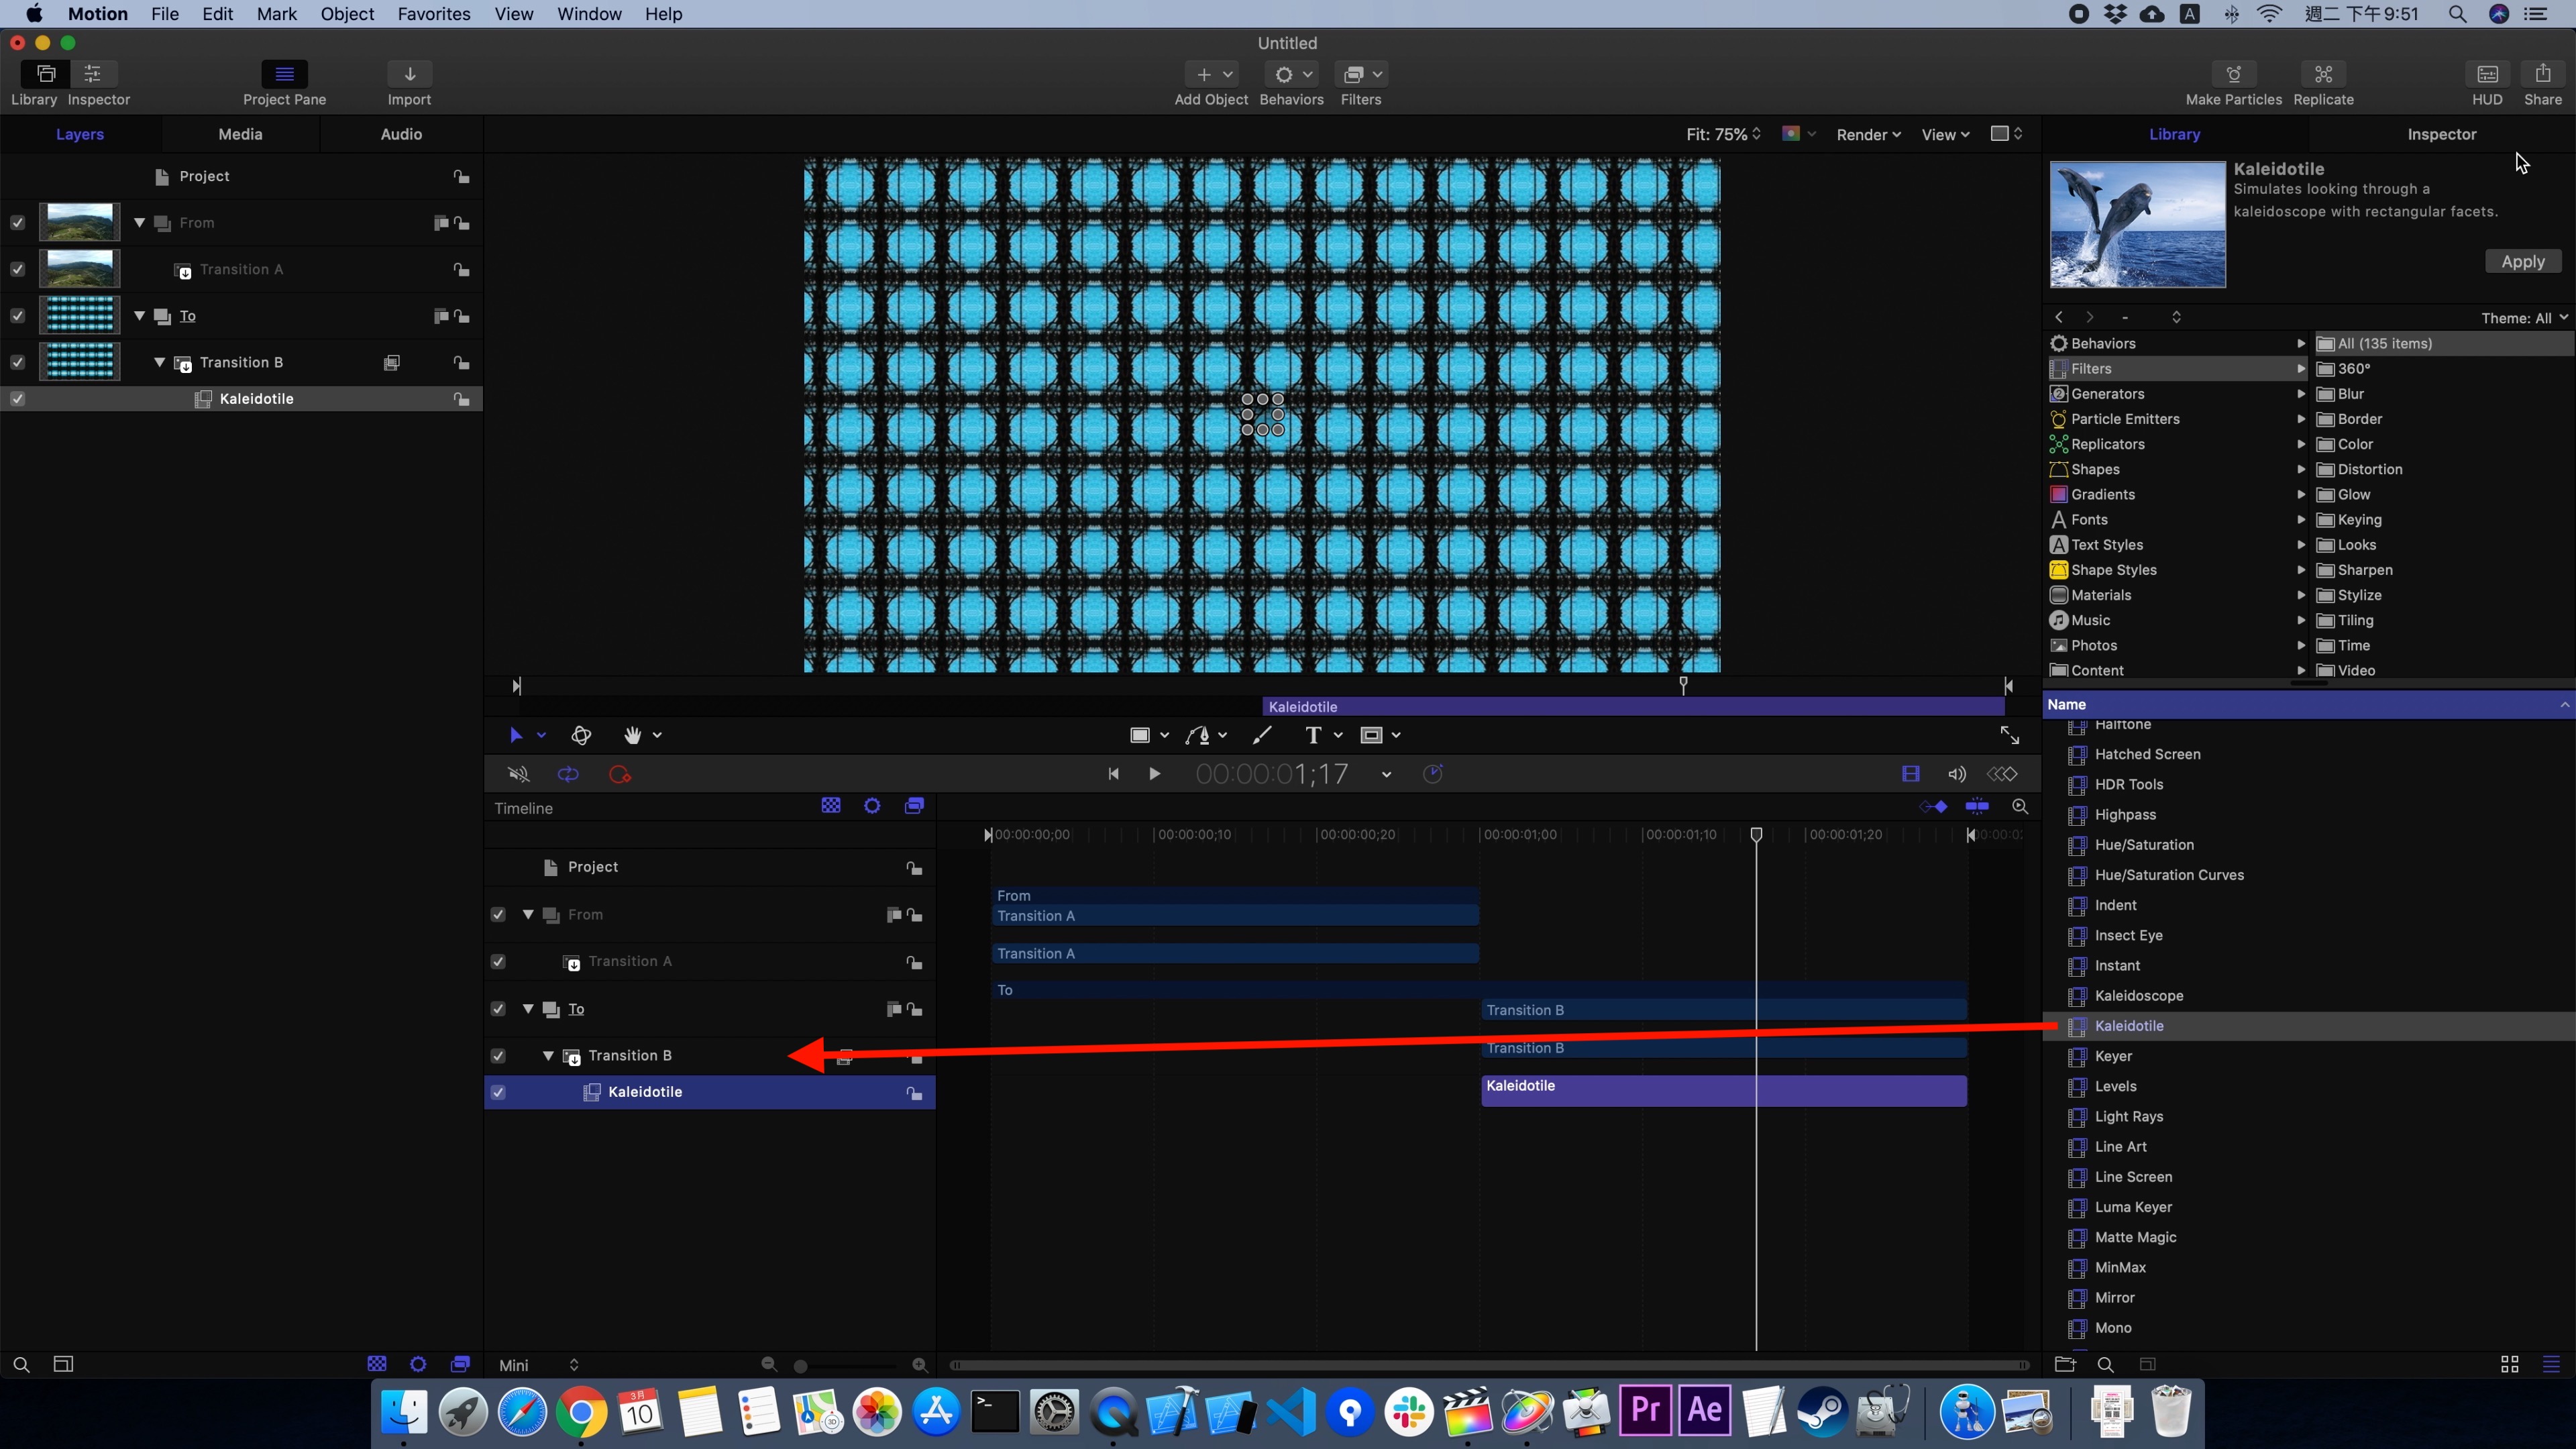 Motion File Edit Mark Object Favorites View Window Help
A 週二 下午9:51
Untitled
Library Inspector Project Pane Import Add Object Behaviors Filters Make Particles Replicate HUD Share
Layers Media Audio
Fit: 75% Render View
Library Inspector
Project
From
Transition A
To
Transition B
Kaleidotile
Kaleidotile
Simulates looking through a
kaleidoscope with rectangular facets.
Apply
- Theme: All
Behaviors
Filters
Generators
Particle Emitters
Replicators
Shapes
Gradients
Fonts
Text Styles
Shape Styles
Materials
Music
Photos
Content
All (135 items)
360°
Blur
Border
Color
Distortion
Glow
Keying
Looks
Sharpen
Stylize
Tiling
Time
Video
Kaleidotile
T
00:00:01;17
Timeline
00:00:00;00 00:00:00;10 00:00:00;20 00:00:01;00 00:00:01;10 00:00:01;20
Project
From
Transition A
To
Transition B
Kaleidotile
From
Transition A
Transition A
To
Transition B
Transition B
Kaleidotile
Mini
Name
Halftone
Hatched Screen
HDR Tools
Highpass
Hue/Saturation
Hue/Saturation Curves
Indent
Insect Eye
Instant
Kaleidoscope
Kaleidotile
Keyer
Levels
Light Rays
Line Art
Line Screen
Luma Keyer
Matte Magic
MinMax
Mirror
Mono
3月
10
3D
Pr
Ae